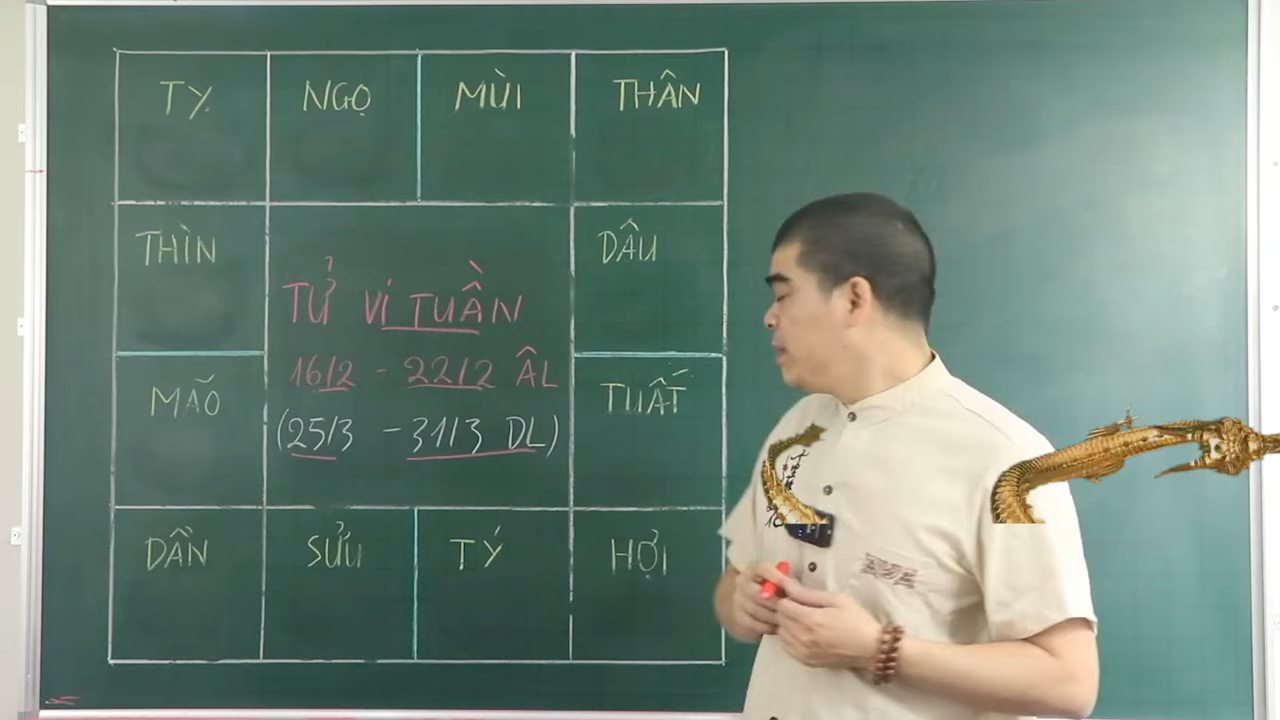 TỴ
NGỌ
MÙI
THÂN
THÌN
DẬU
TỬ VI TUẦN
16/2 - 22/2 ÂL
(25/3 - 31/3 DL)
MÃO
TUẤT
DẦN
SỬU
TÝ
HỢI